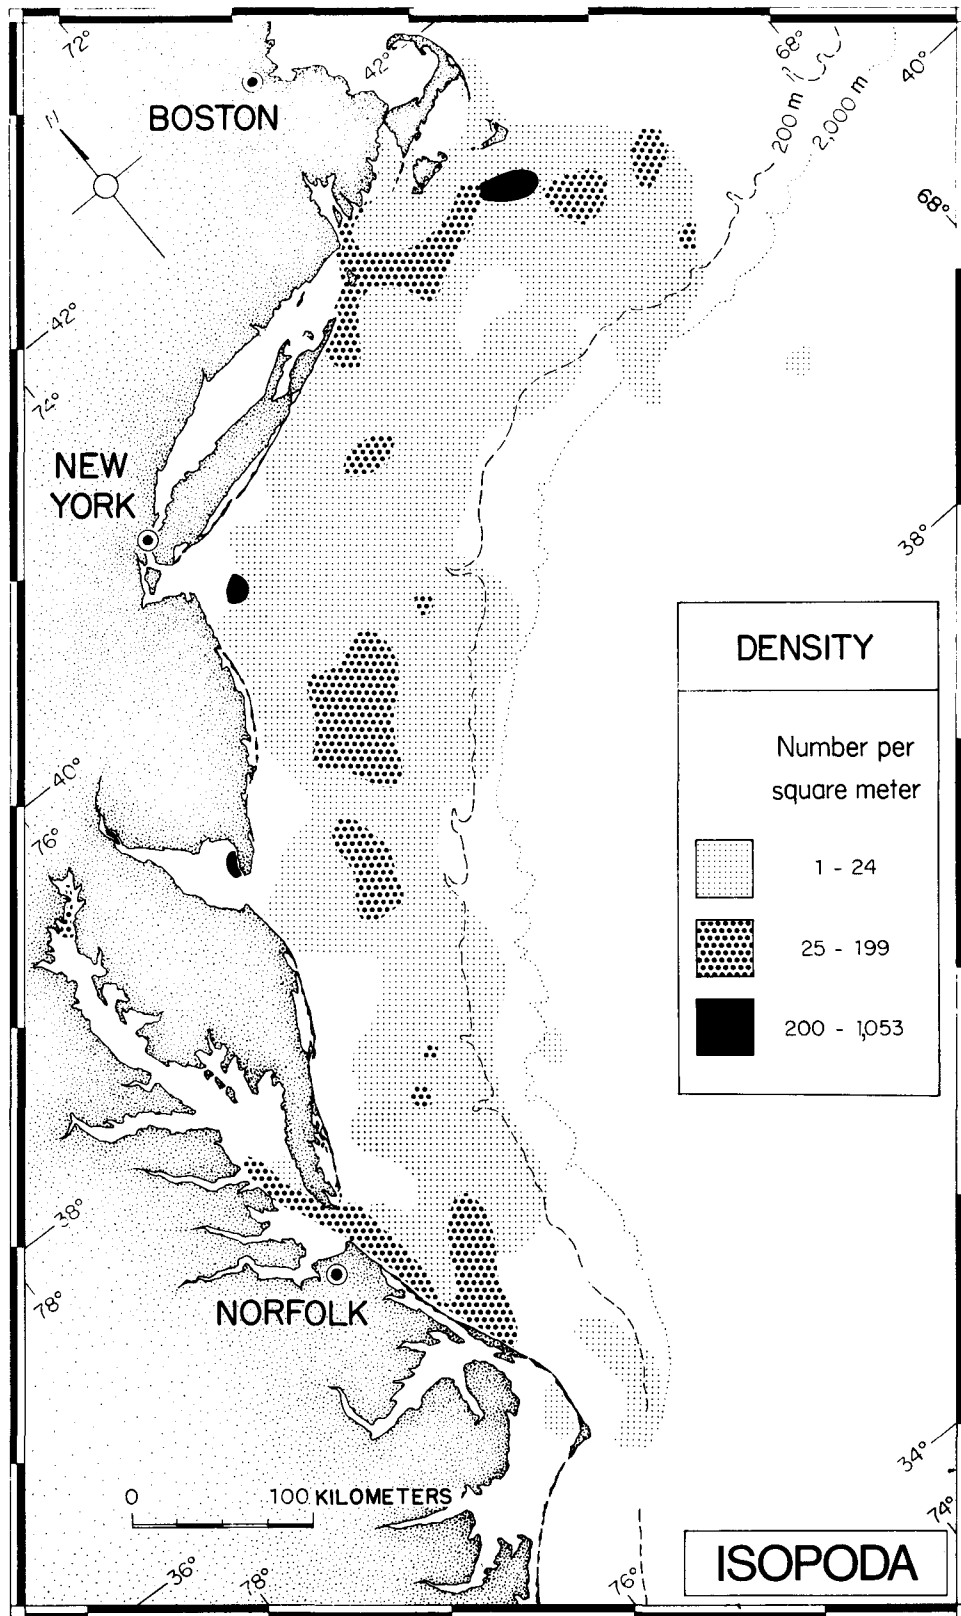 72°
42°
68°
40°
BOSTON
N
200 m
2,000 m
68°
42°
74°
NEW
YORK
38°
DENSITY
Number per
square meter
1 - 24
25 - 199
200 - 1,053
40°
76°
38°
78°
NORFOLK
34°
0 100 KILOMETERS
74°
ISOPODA
36°
78°
76°